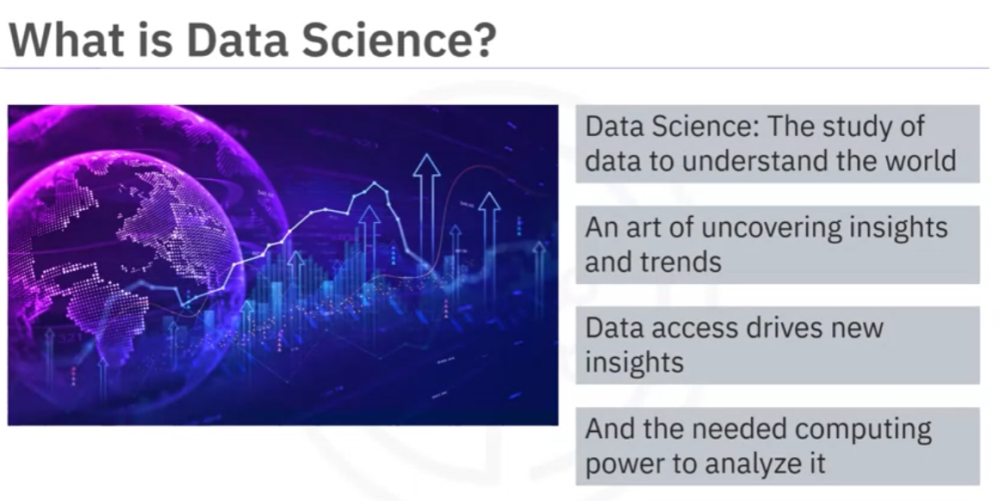 What is Data Science?
Data Science: The study of
data to understand the world
An art of uncovering insights
and trends
Data access drives new
insights
And the needed computing
power to analyze it